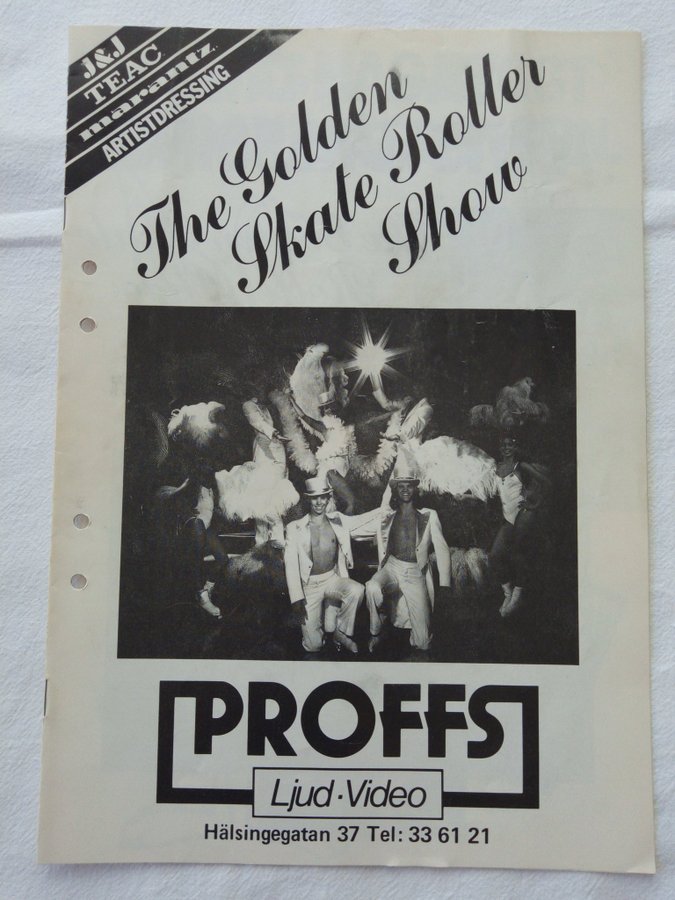 J&J
TEAC
marantz
ARTISTDRESSING
The Golden
Skate Roller
Show
PROFFS
Ljud·Video
Hälsingegatan 37 Tel: 33 61 21